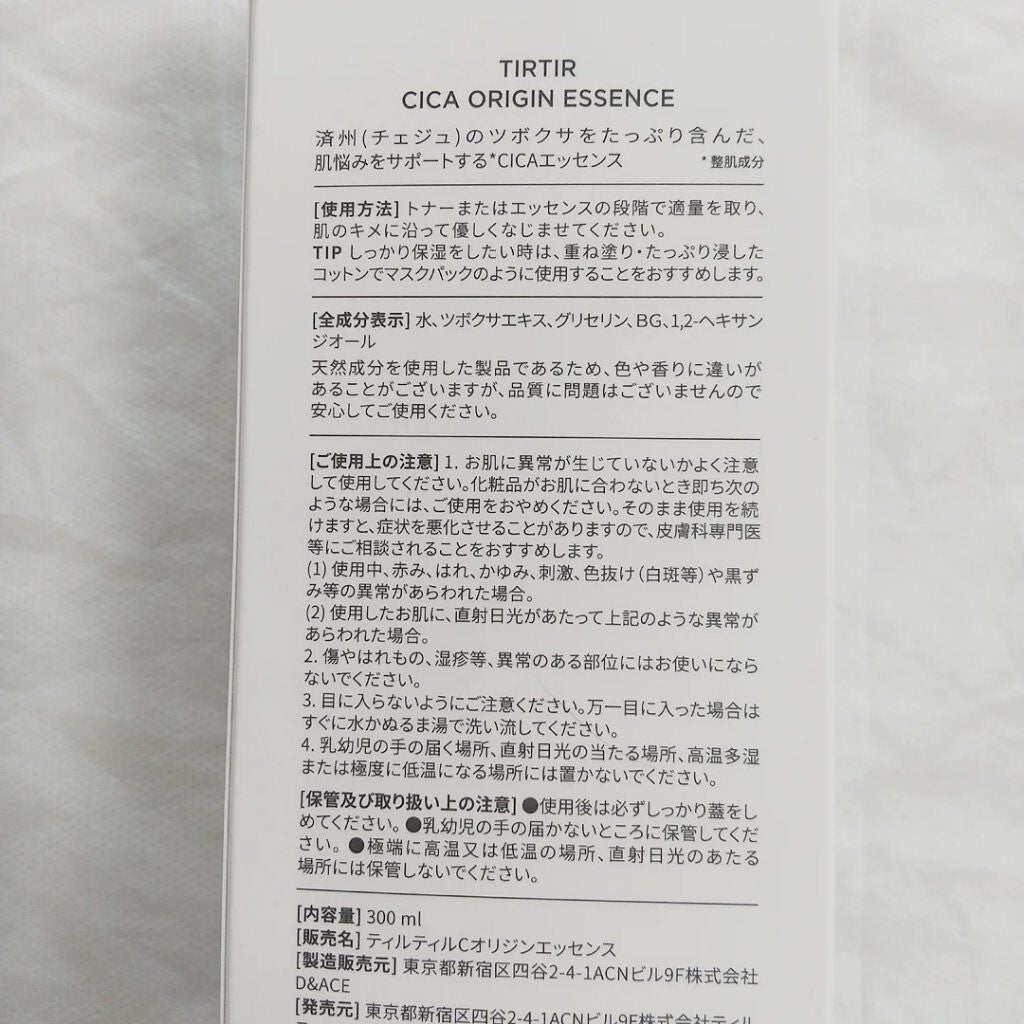 TIRTIR
CICA ORIGIN ESSENCE
済州(チェジュ)のツボクサをたっぷり含んだ、
肌悩みをサポートする*CICAエッセンス
*整肌成分
[使用方法]トナーまたはエッセンスの段階で適量を取り、
肌のキメに沿って優しくなじませてください。
TIP しっかり保湿をしたい時は、重ね塗り・たっぷり浸した
コットンでマスクパックのように使用することをおすすめします。
[全成分表示]水、ツボクサエキス、グリセリン、BG、1,2-ヘキサン
ジオール
天然成分を使用した製品であるため、色や香りに違いが
あることがございますが、品質に問題はございませんので
安心してご使用ください。
[ご使用上の注意]1. お肌に異常が生じていないかよく注意
して使用してください。化粧品がお肌に合わないとき即ち次の
ような場合には、ご使用をおやめください。そのまま使用を続
けますと、症状を悪化させることがありますので、皮膚科専門医
等にご相談されることをおすすめします。
(1) 使用中、赤み、はれ、かゆみ、刺激、色抜け(白斑等)や黒ず
み等の異常があらわれた場合。
(2) 使用したお肌に、直射日光があたって上記のような異常が
あらわれた場合。
2. 傷やはれもの、湿疹等、異常のある部位にはお使いになら
ないでください。
3. 目に入らないようにご注意ください。万一目に入った場合は
すぐに水かぬるま湯で洗い流してください。
4. 乳幼児の手の届く場所、直射日光の当たる場所、高温多湿
または極度に低温になる場所には置かないでください。
[保管及び取り扱い上の注意]●使用後は必ずしっかり蓋をし
めてください。●乳幼児の手の届かないところに保管してくだ
さい。●極端に高温又は低温の場所、直射日光のあたる
場所には保管しないでください。
[内容量] 300 ml
[販売名] ティルティルCオリジンエッセンス
[製造販売元] 東京都新宿区四谷2-4-1ACNビル9F株式会社
D&ACE
[発売元] 東京都新宿区四谷2-4-1ACNビル9F株式会社ティル